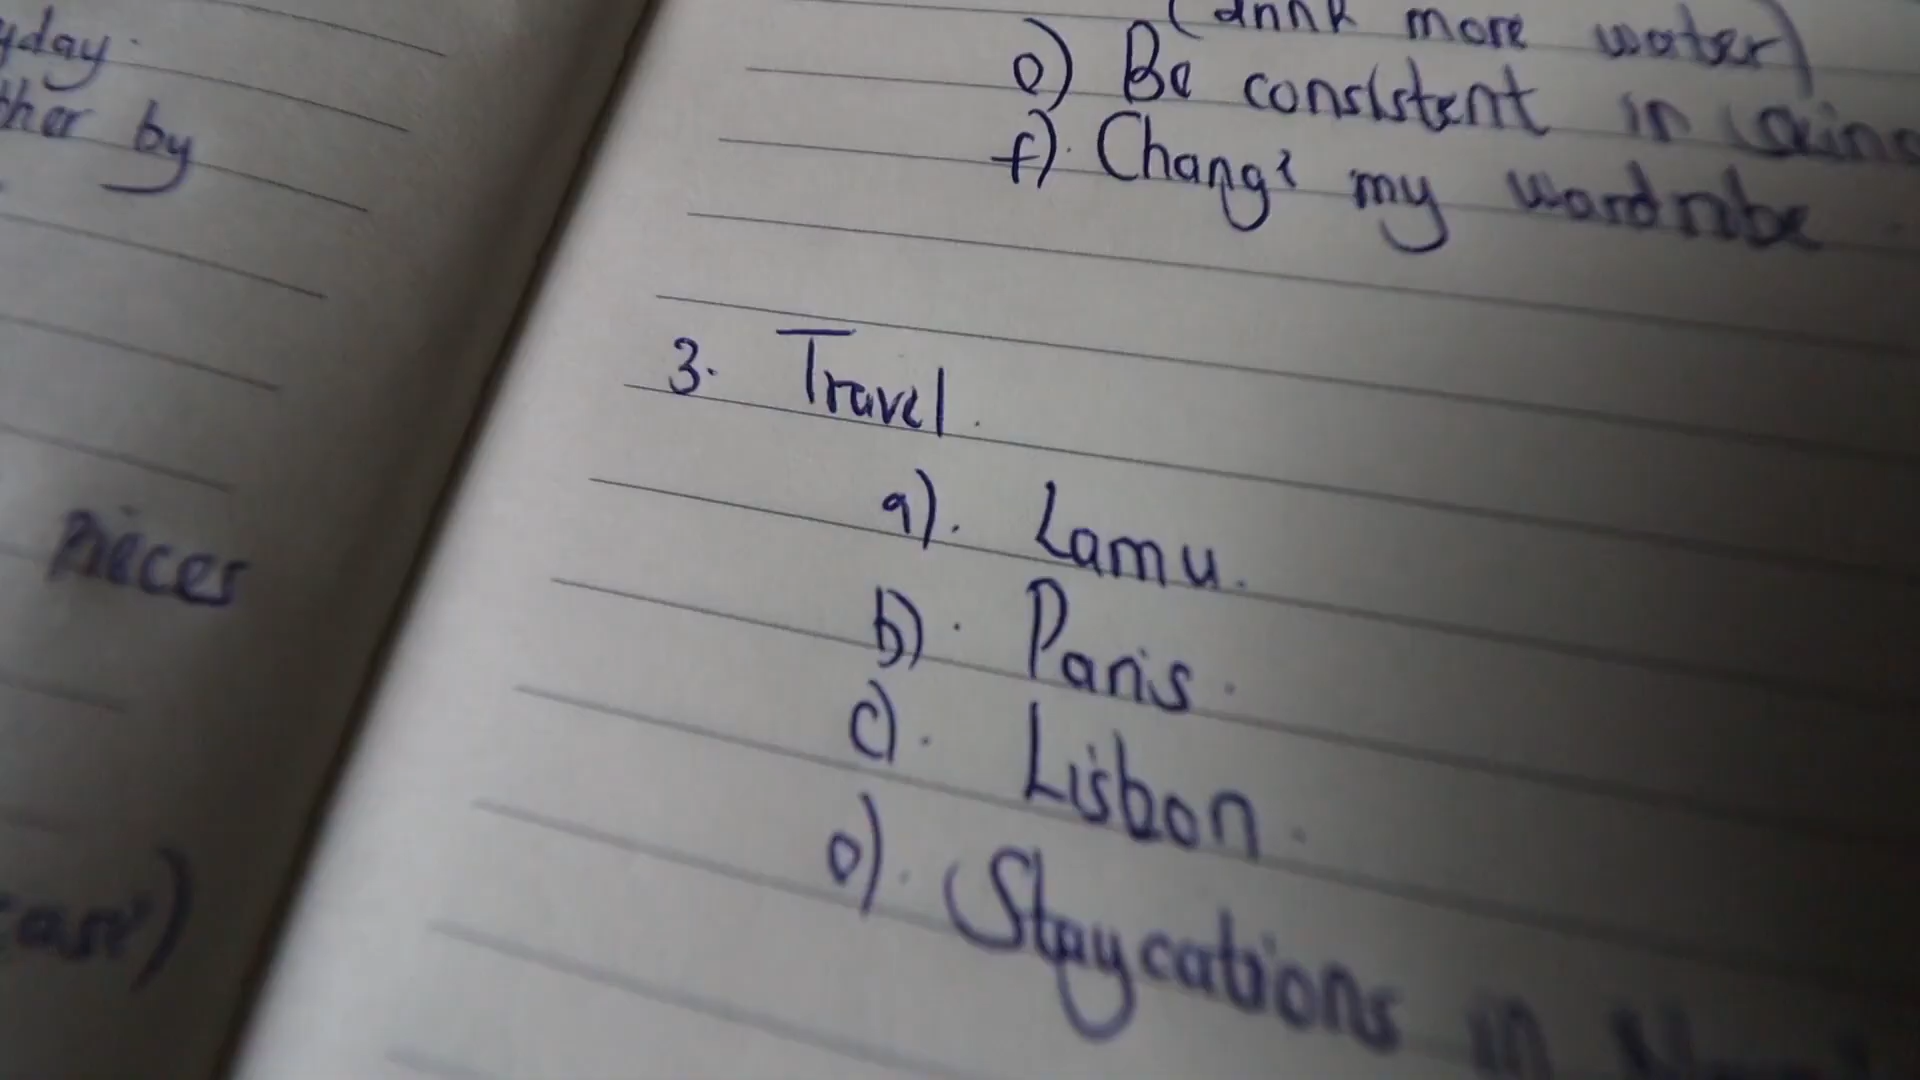 yday.
ther by
pieces
(drink more water)
e) Be consistent in
f). Change my wardrobe
3. Travel.
a). Lamu.
b). Paris.
c). Lisbon.
d). Staycations in